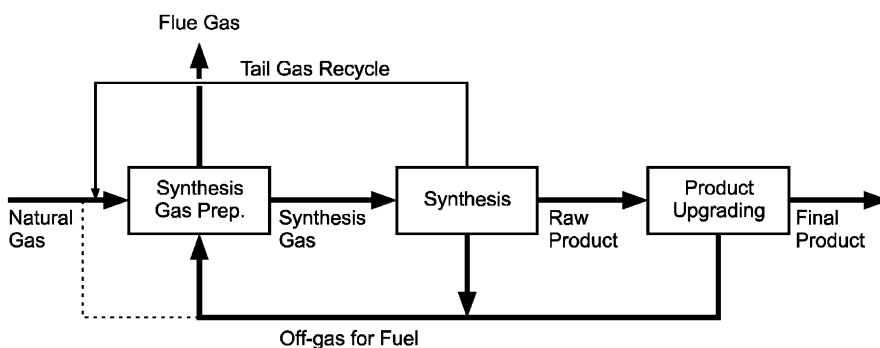 Flue Gas
Tail Gas Recycle
Natural
Gas
Synthesis
Gas Prep.
Synthesis
Gas
Synthesis
Raw
Product
Product
Upgrading
Final
Product
Off-gas for Fuel